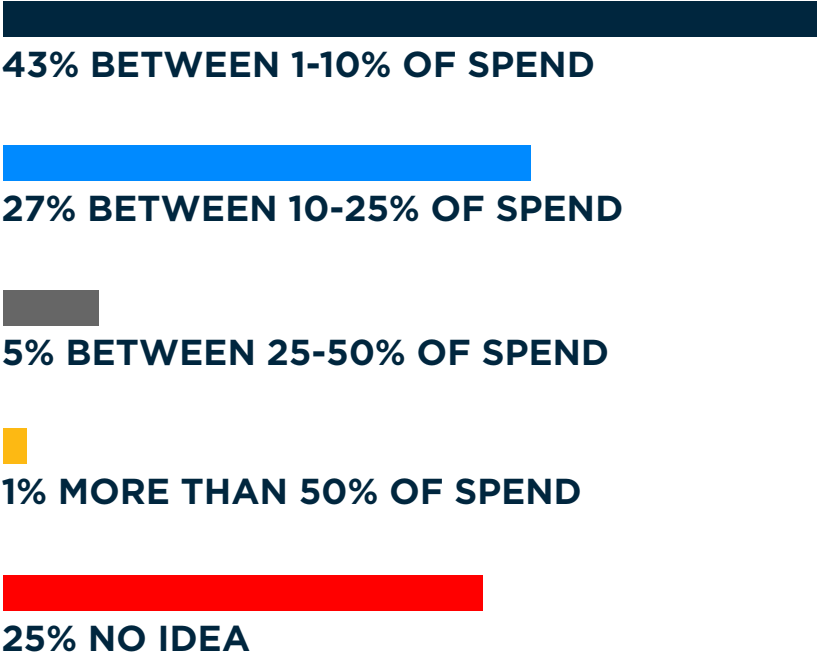 43% BETWEEN 1-10% OF SPEND
27% BETWEEN 10-25% OF SPEND
5% BETWEEN 25-50% OF SPEND
1% MORE THAN 50% OF SPEND
25% NO IDEA